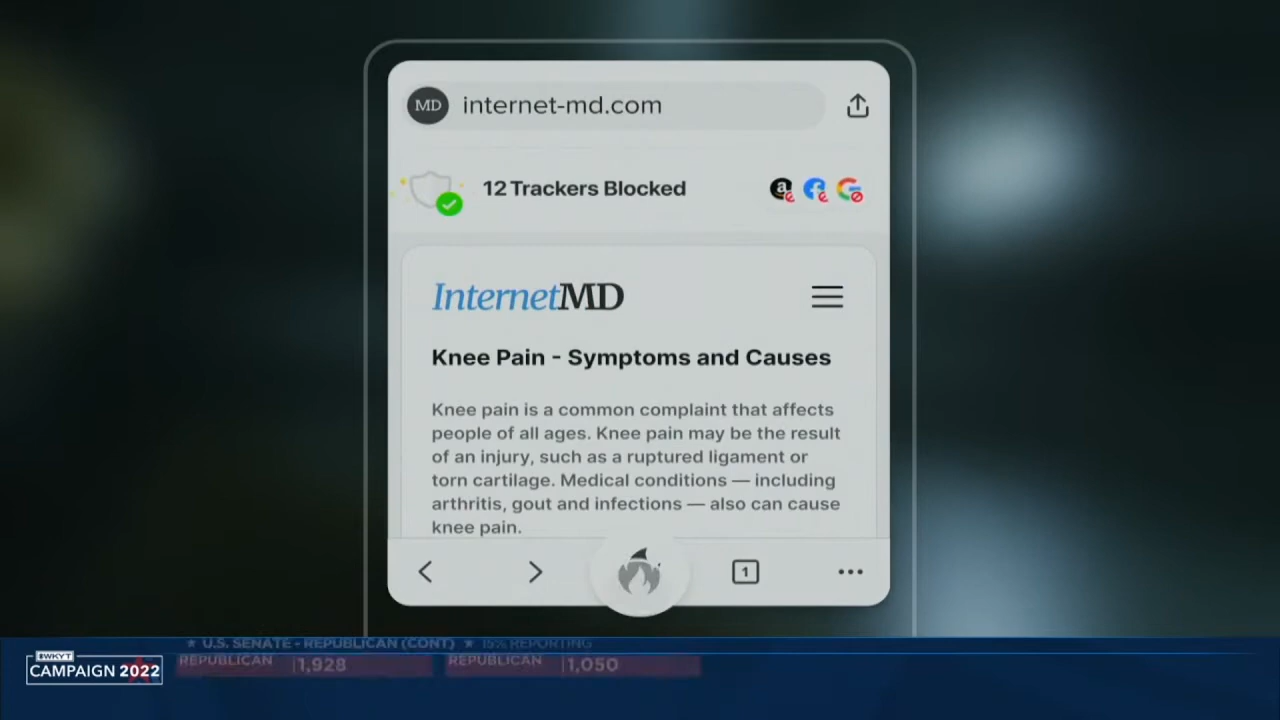 MD internet-md.com
12 Trackers Blocked
InternetMD
Knee Pain - Symptoms and Causes
Knee pain is a common complaint that affects
people of all ages. Knee pain may be the result
of an injury, such as a ruptured ligament or
torn cartilage. Medical conditions — including
arthritis, gout and infections — also can cause
knee pain.
1
★ U.S. SENATE - REPUBLICAN (CONT) ★ 15% REPORTING
WKYT
CAMPAIGN 2022
REPUBLICAN 1,928 REPUBLICAN 1,050